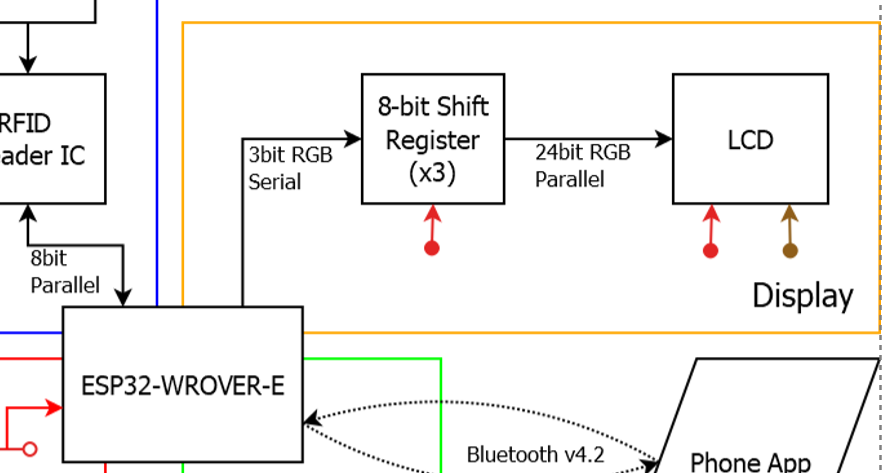 RFID
ader IC
8bit
Parallel
3bit RGB
Serial
8-bit Shift
Register
(x3)
24bit RGB
Parallel
LCD
Display
ESP32-WROVER-E
Bluetooth v4.2
Phone App